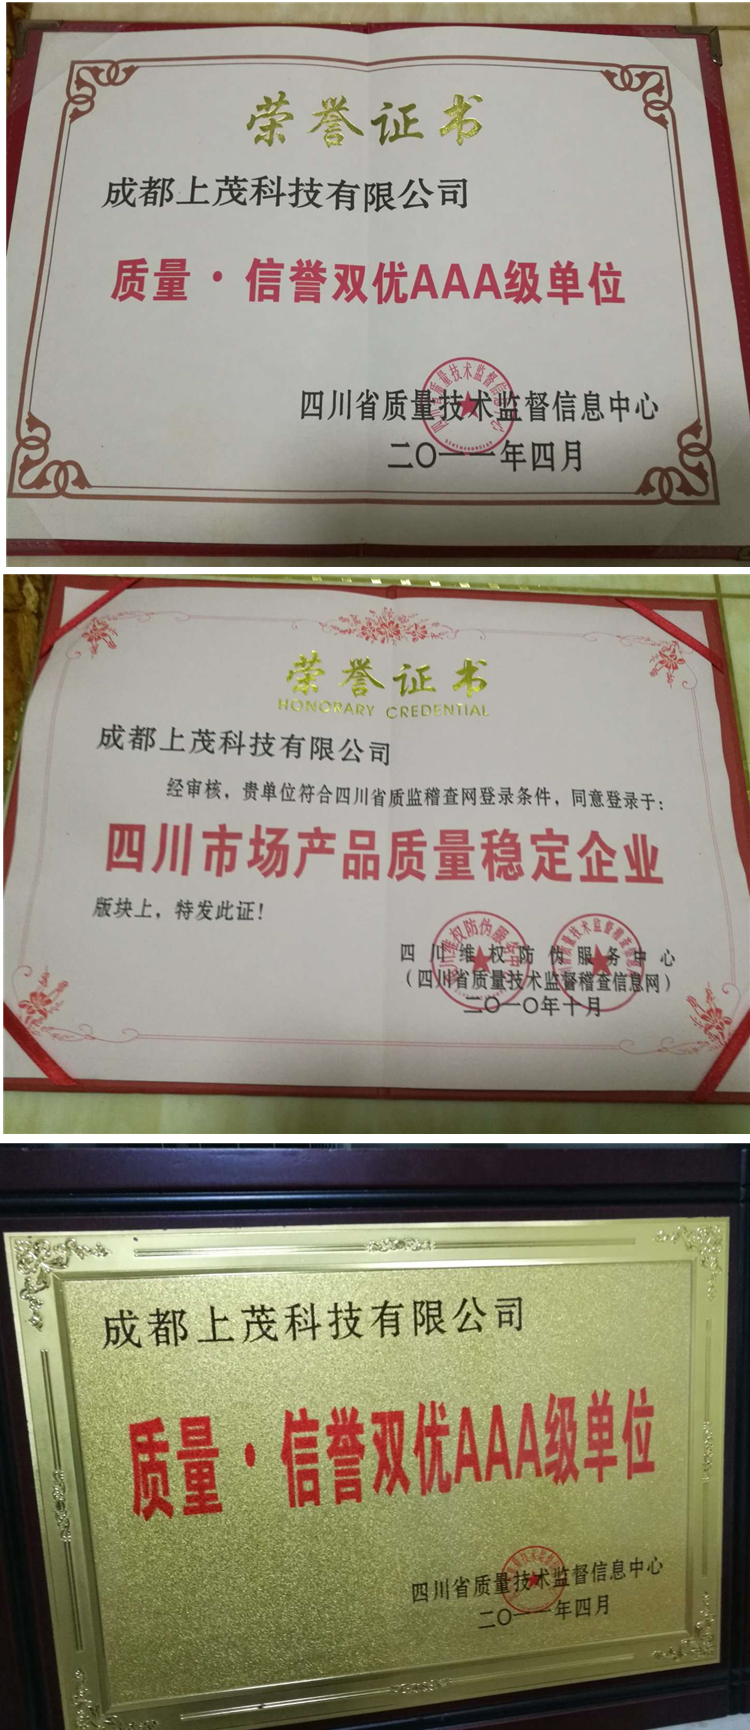 荣誉证书
成都上茂科技有限公司
质量·信誉双优AAA级单位
四川省质量技术监督信息中心
二〇一一年四月
荣誉证书
HONORARY CREDENTIAL
成都上茂科技有限公司
经审核，贵单位符合四川省质监稽查网登录条件，同意登录于：
四川市场产品质量稳定企业
版块上，特发此证！
四川维权防伪服务中心
（四川省质量技术监督稽查信息网）
二〇一〇年十月
成都上茂科技有限公司
质量·信誉双优AAA级单位
四川省质量技术监督信息中心
二〇一一年四月